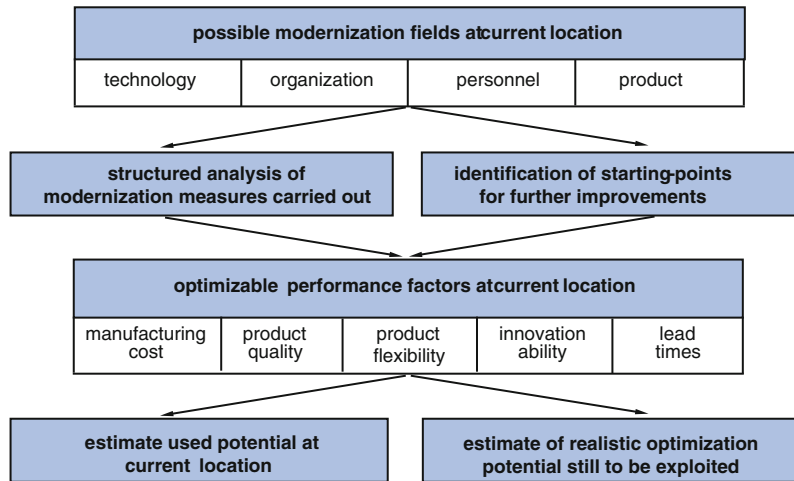 possible modernization fields atcurrent location
technology organization personnel product
structured analysis of
modernization measures carried out
identification of starting-points
for further improvements
optimizable performance factors atcurrent location
manufacturing
cost
product
quality
product
flexibility
innovation
ability
lead
times
estimate used potential at
current location
estimate of realistic optimization
potential still to be exploited